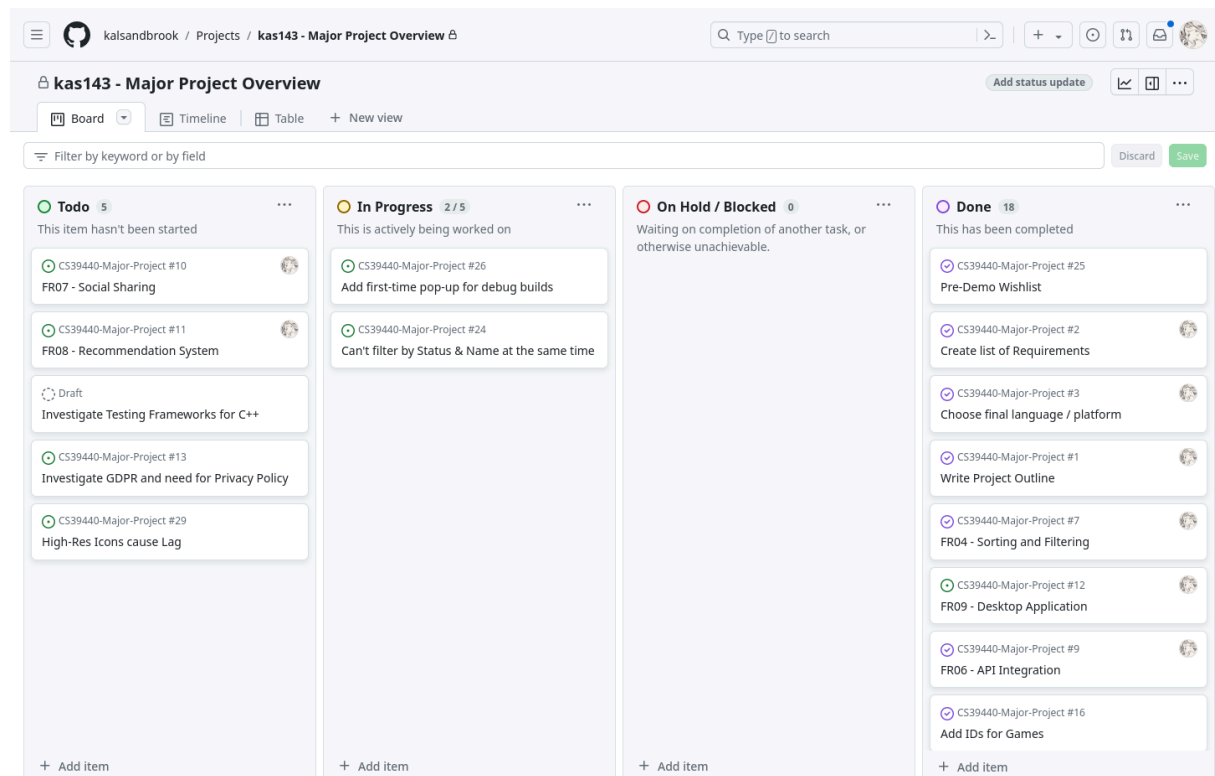 kalsandbrook / Projects / kas143 - Major Project Overview
Type / to search
kas143 - Major Project Overview
Add status update
Board
Timeline
Table
New view
Filter by keyword or by field
Discard
Save
Todo 5
This item hasn't been started
CS39440-Major-Project #10
FR07 - Social Sharing
CS39440-Major-Project #11
FR08 - Recommendation System
Draft
Investigate Testing Frameworks for C++
CS39440-Major-Project #13
Investigate GDPR and need for Privacy Policy
CS39440-Major-Project #29
High-Res Icons cause Lag
Add item
In Progress 2 / 5
This is actively being worked on
CS39440-Major-Project #26
Add first-time pop-up for debug builds
CS39440-Major-Project #24
Can't filter by Status & Name at the same time
Add item
On Hold / Blocked 0
Waiting on completion of another task, or
otherwise unachievable.
Add item
Done 18
This has been completed
CS39440-Major-Project #25
Pre-Demo Wishlist
CS39440-Major-Project #2
Create list of Requirements
CS39440-Major-Project #3
Choose final language / platform
CS39440-Major-Project #1
Write Project Outline
CS39440-Major-Project #7
FR04 - Sorting and Filtering
CS39440-Major-Project #12
FR09 - Desktop Application
CS39440-Major-Project #9
FR06 - API Integration
CS39440-Major-Project #16
Add IDs for Games
Add item